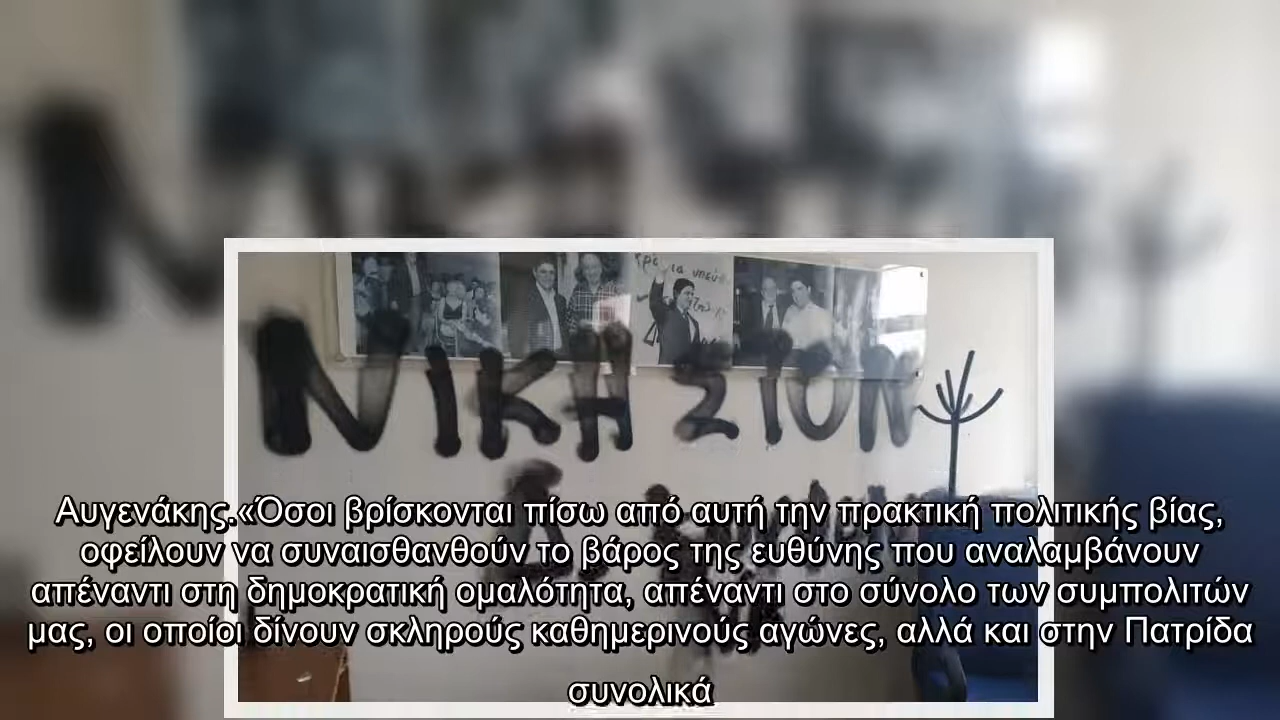 ΝΙΚΗ ΣΤΟΝ
Αυγενάκης.«Όσοι βρίσκονται πίσω από αυτή την πρακτική πολιτικής βίας,
οφείλουν να συναισθανθούν το βάρος της ευθύνης που αναλαμβάνουν
απέναντι στη δημοκρατική ομαλότητα, απέναντι στο σύνολο των συμπολιτών
μας, οι οποίοι δίνουν σκληρούς καθημερινούς αγώνες, αλλά και στην Πατρίδα
συνολικά